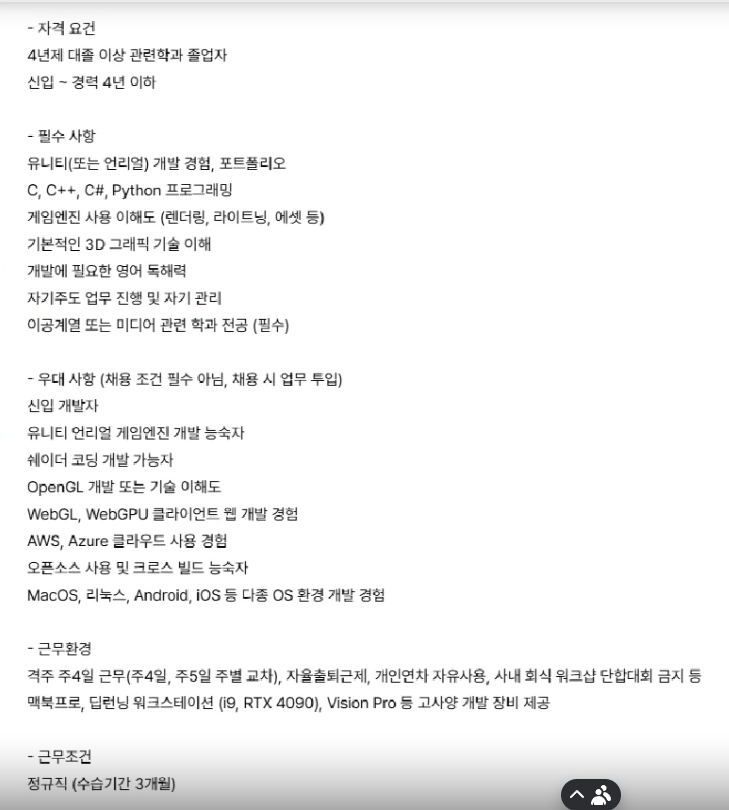 - 자격 요건
4년제 대졸 이상 관련학과 졸업자
신입 ~ 경력 4년 이하
- 필수 사항
유니티(또는 언리얼) 개발 경험, 포트폴리오
C, C++, C#, Python 프로그래밍
게임엔진 사용 이해도 (렌더링, 라이트닝, 에셋 등)
기본적인 3D 그래픽 기술 이해
개발에 필요한 영어 독해력
자기주도 업무 진행 및 자기 관리
이공계열 또는 미디어 관련 학과 전공 (필수)
- 우대 사항 (채용 조건 필수 아님, 채용 시 업무 투입)
신입 개발자
유니티 언리얼 게임엔진 개발 능숙자
쉐이더 코딩 개발 가능자
OpenGL 개발 또는 기술 이해도
WebGL, WebGPU 클라이언트 웹 개발 경험
AWS, Azure 클라우드 사용 경험
오픈소스 사용 및 크로스 빌드 능숙자
MacOS, 리눅스, Android, iOS 등 다종 OS 환경 개발 경험
- 근무환경
격주 주4일 근무(주4일, 주5일 주별 교차), 자율출퇴근제, 개인연차 자유사용, 사내 회식 워크샵 단합대회 금지 등
맥북프로, 딥런닝 워크스테이션 (i9, RTX 4090), Vision Pro 등 고사양 개발 장비 제공
- 근무조건
정규직 (수습기간 3개월)